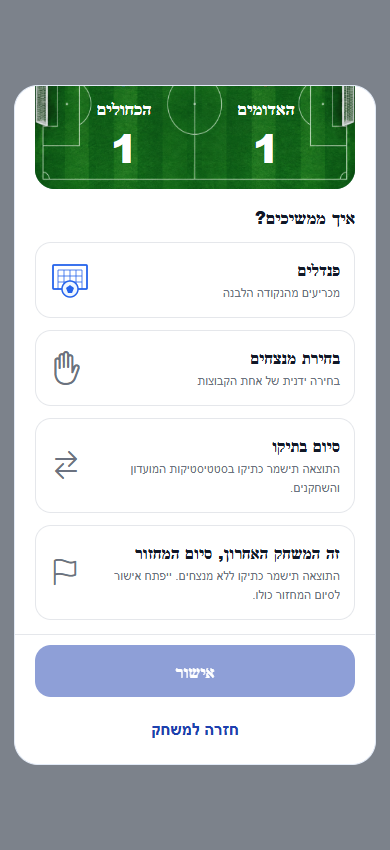 האדומים
הכחולים
1
1
איך ממשיכים?
פנדלים
מכריעים מהנקודה הלבנה
בחירת מנצחים
בחירה ידנית של אחת הקבוצות
סיום בתיקו
התוצאה תישמר כתיקו בסטטיסטיקות המועדון
והשחקנים.
זה המשחק האחרון, סיום המחזור
התוצאה תישמר כתיקו ללא מנצחים. ייפתח אישור
לסיום המחזור כולו.
אישור
חזרה למשחק